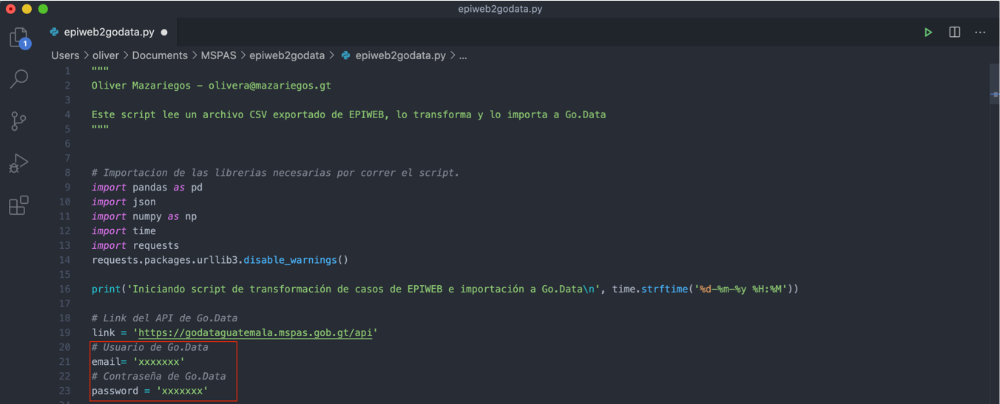 epiweb2godata.py
epiweb2godata.py
1
Users > oliver > Documents > MSPAS > epiweb2godata > epiweb2godata.py > ...
1 """
2 Oliver Mazariegos – olivera@mazariegos.gt
3
4 Este script lee un archivo CSV exportado de EPIWEB, lo transforma y lo importa a Go.Data
5 """
6
7
8 # Importacion de las librerias necesarias por correr el script.
9 import pandas as pd
10 import json
11 import numpy as np
12 import time
13 import requests
14 requests.packages.urllib3.disable_warnings()
15
16 print('Iniciando script de transformación de casos de EPIWEB e importación a Go.Data\n', time.strftime('%d-%m-%y %H:%M'))
17
18 # Link del API de Go.Data
19 link = 'https://godataguatemala.mspas.gob.gt/api'
20 # Usuario de Go.Data
21 email= 'xxxxxxx'
22 # Contraseña de Go.Data
23 password = 'xxxxxxx'
24